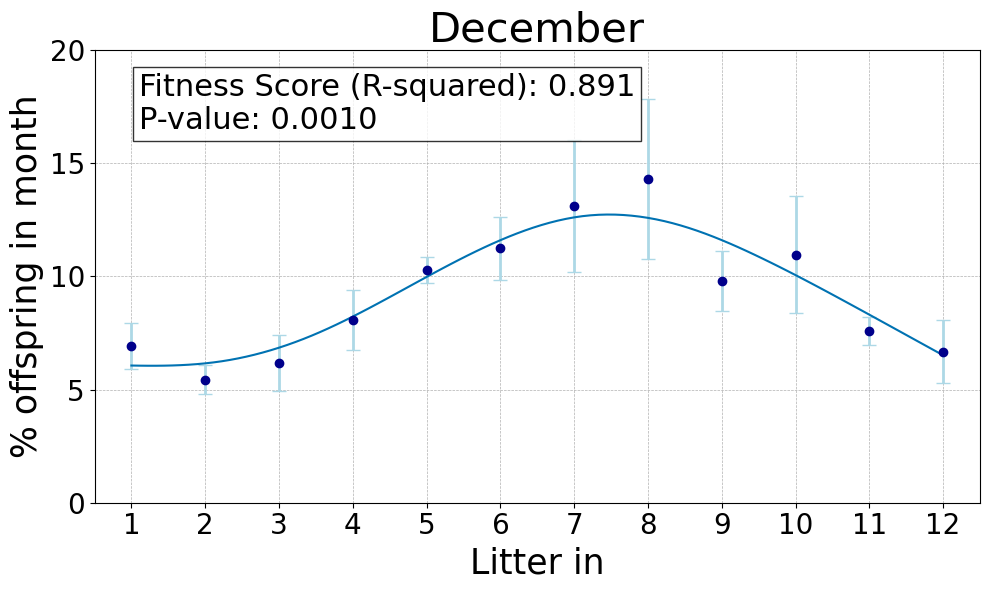 December
Fitness Score (R-squared): 0.891
P-value: 0.0010
% offspring in month
20
15
10
5
0
1 2 3 4 5 6 7 8 9 10 11 12
Litter in